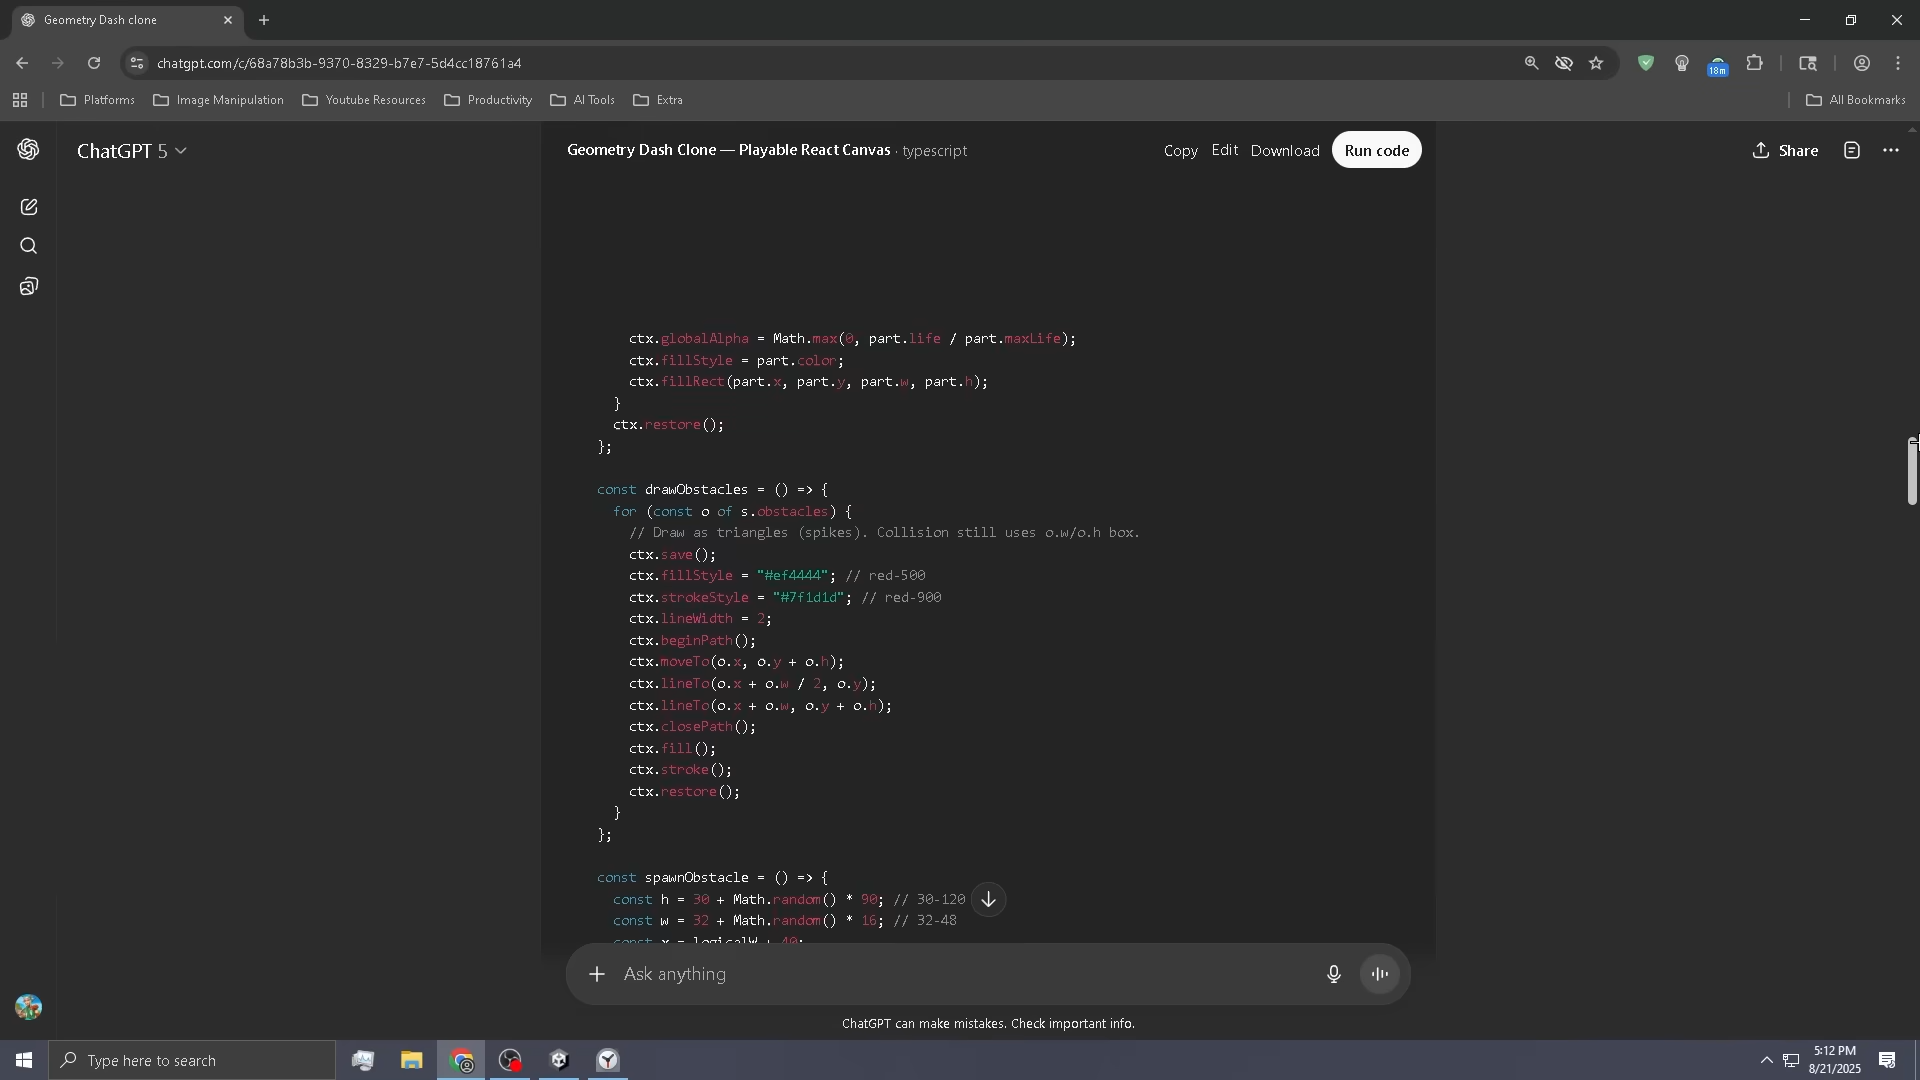 Geometry Dash clone
chatgpt.com/c/68a78b3b-9370-8329-b7e7-5d4cc18761a4
18m
Platforms
Image Manipulation
Youtube Resources
Productivity
AI Tools
Extra
All Bookmarks
ChatGPT 5
Geometry Dash Clone — Playable React Canvas · typescript
Copy
Edit
Download
Run code
Share
ctx.globalAlpha = Math.max(0, part.life / part.maxLife);
ctx.fillStyle = part.color;
ctx.fillRect(part.x, part.y, part.w, part.h);
}
ctx.restore();
};
const drawObstacles = () => {
for (const o of s.obstacles) {
// Draw as triangles (spikes). Collision still uses o.w/o.h box.
ctx.save();
ctx.fillStyle = "#ef4444"; // red-500
ctx.strokeStyle = "#7f1d1d"; // red-900
ctx.lineWidth = 2;
ctx.beginPath();
ctx.moveTo(o.x, o.y + o.h);
ctx.lineTo(o.x + o.w / 2, o.y);
ctx.lineTo(o.x + o.w, o.y + o.h);
ctx.closePath();
ctx.fill();
ctx.stroke();
ctx.restore();
}
};
const spawnObstacle = () => {
const h = 30 + Math.random() * 90; // 30-120
const w = 32 + Math.random() * 16; // 32-48
const x = logicalW + 40;
Ask anything
ChatGPT can make mistakes. Check important info.
Type here to search
5:12 PM
8/21/2025